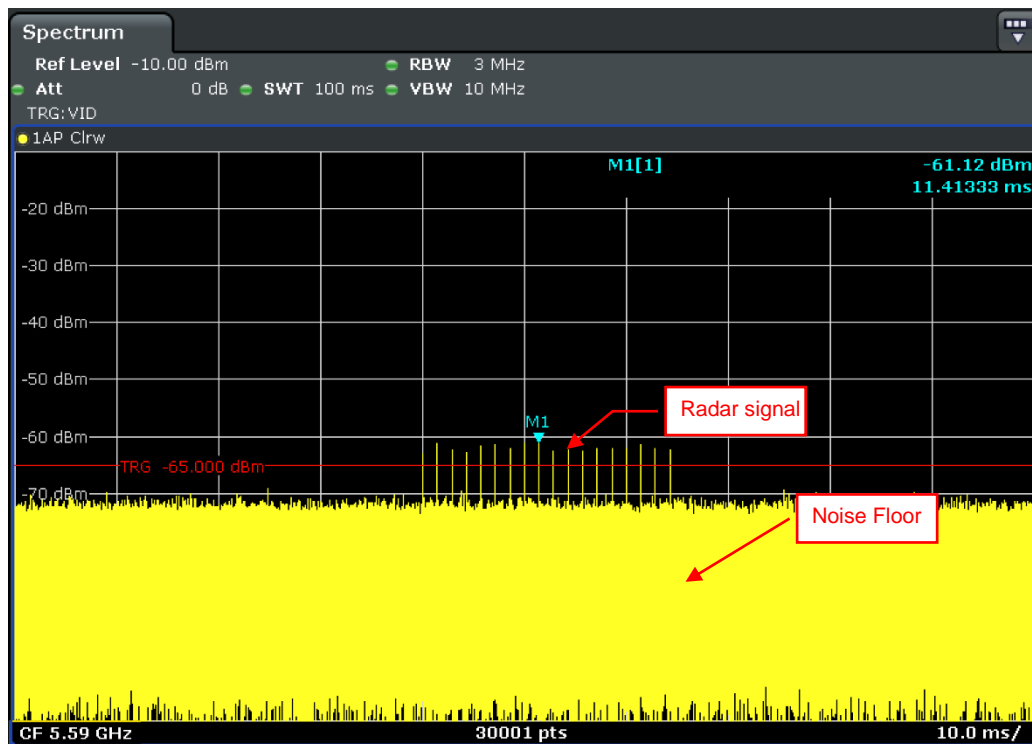 Spectrum
Ref Level -10.00 dBm RBW 3 MHz
Att 0 dB SWT 100 ms VBW 10 MHz
TRG:VID
1AP Clrw
M1[1] -61.12 dBm
11.41333 ms
-20 dBm
-30 dBm
-40 dBm
-50 dBm
Radar signal
M1
-60 dBm
TRG -65.000 dBm
-70 dBm
Noise Floor
CF 5.59 GHz 30001 pts 10.0 ms/